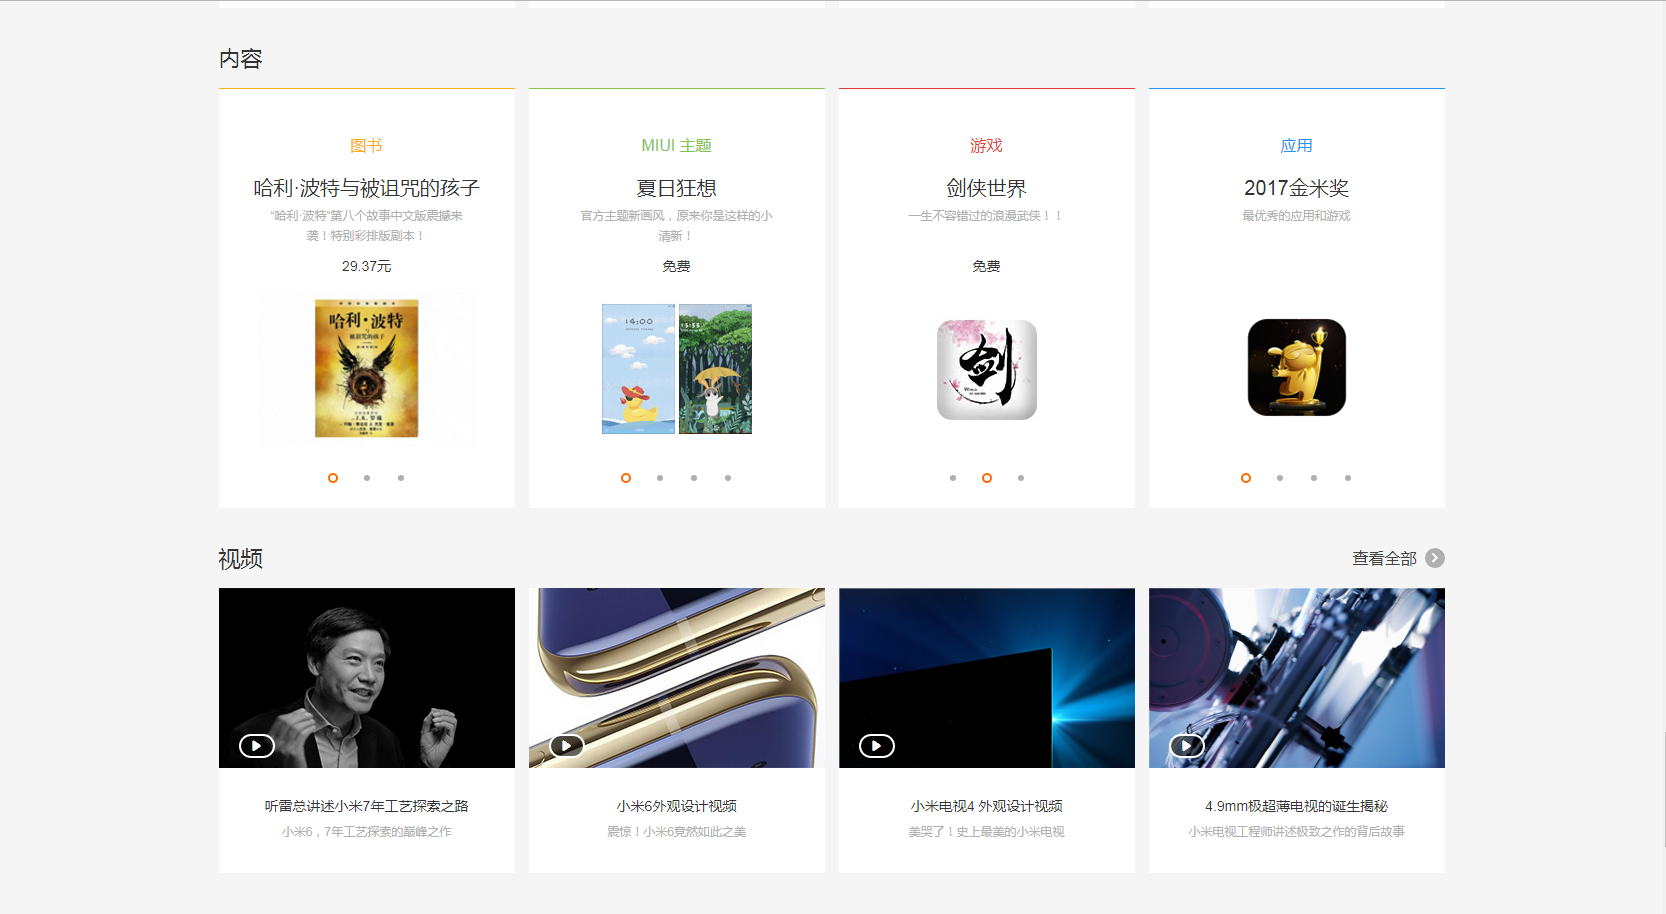 内容
图书
哈利·波特与被诅咒的孩子
“哈利·波特”第八个故事中文版震撼来
袭！特别彩排版剧本！
29.37元
哈利·波特
与
被诅咒的孩子
MIUI 主题
夏日狂想
官方主题新画风，原来你是这样的小
清新！
免费
14:00
游戏
剑侠世界
一生不容错过的浪漫武侠！！
免费
剑
应用
2017金米奖
最优秀的应用和游戏
视频
查看全部
听雷总讲述小米7年工艺探索之路
小米6，7年工艺探索的巅峰之作
小米6外观设计视频
震惊！小米6竟然如此之美
小米电视4 外观设计视频
美哭了！史上最美的小米电视
4.9mm极超薄电视的诞生揭秘
小米电视工程师讲述极致之作的背后故事